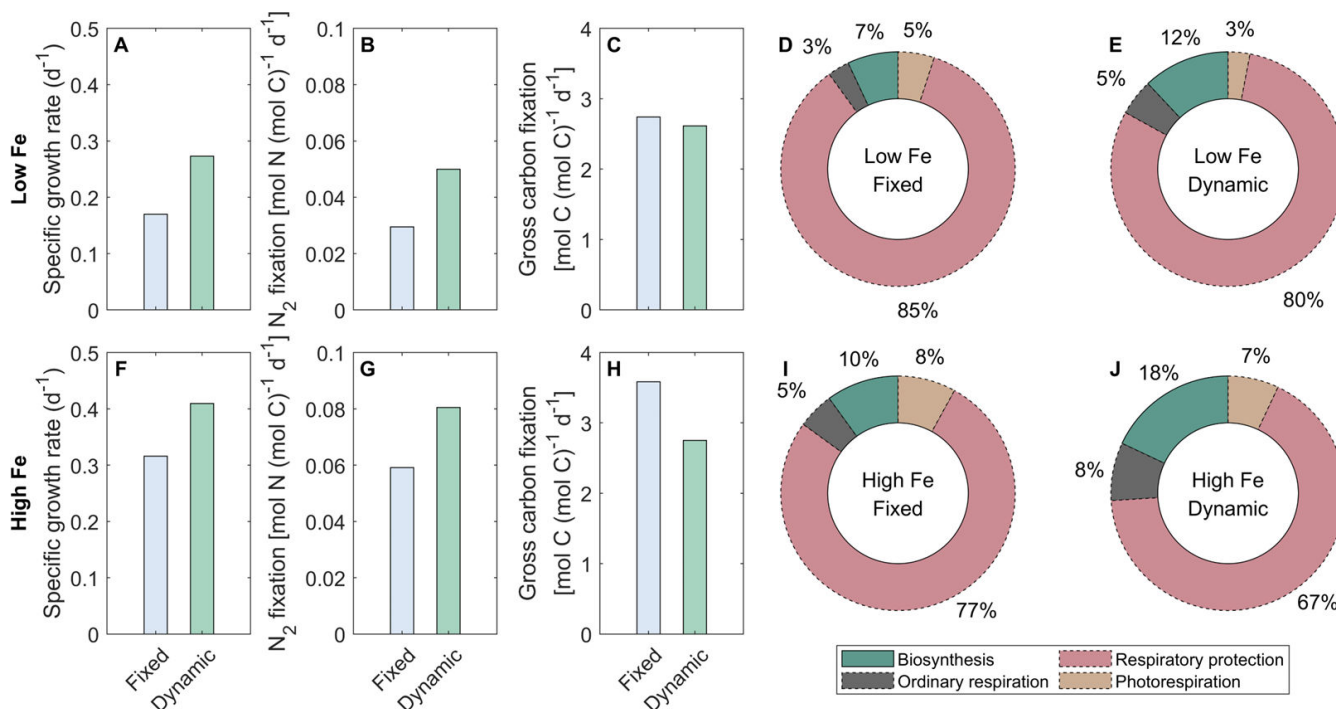 Low Fe
Specific growth rate (d⁻¹)
A
0.5
0.4
0.3
0.2
0.1
0
N₂ fixation [mol N (mol C)⁻¹ d⁻¹]
B
0.1
0.08
0.06
0.04
0.02
0
Gross carbon fixation
[mol C (mol C)⁻¹ d⁻¹]
C
4
3
2
1
0
D
3%
7%
5%
Low Fe
Fixed
85%
E
5%
12%
3%
Low Fe
Dynamic
80%
High Fe
Specific growth rate (d⁻¹)
F
0.5
0.4
0.3
0.2
0.1
0
Fixed
Dynamic
N₂ fixation [mol N (mol C)⁻¹ d⁻¹]
G
0.1
0.08
0.06
0.04
0.02
0
Fixed
Dynamic
Gross carbon fixation
[mol C (mol C)⁻¹ d⁻¹]
H
4
3
2
1
0
Fixed
Dynamic
I
5%
10%
8%
High Fe
Fixed
77%
J
8%
18%
7%
High Fe
Dynamic
67%
Biosynthesis
Respiratory protection
Ordinary respiration
Photorespiration